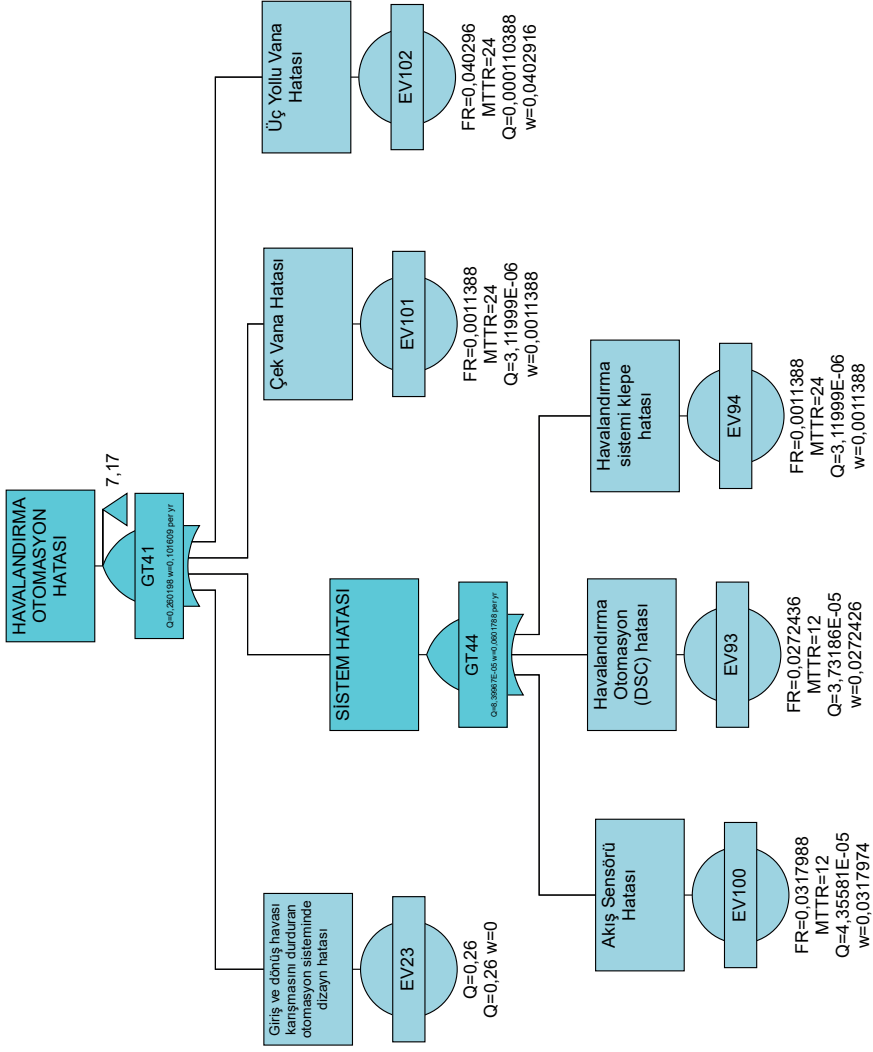 HAVALANDIRMA
OTOMASYON
HATASI
7,17
GT41
Q=0,260198 w=0,101609 per yr
Giriş ve dönüş havası
karışmasını durduran
otomasyon sisteminde
dizayn hatası
EV23
Q=0,26
Q=0,26 w=0
SİSTEM HATASI
GT44
Q=8,39967E-05 w=0,0601788 per yr
Çek Vana Hatası
EV101
FR=0,0011388
MTTR=24
Q=3,11999E-06
w=0,0011388
Üç Yollu Vana
Hatası
EV102
FR=0,040296
MTTR=24
Q=0,000110388
w=0,0402916
Akış Sensörü
Hatası
EV100
FR=0,0317988
MTTR=12
Q=4,35581E-05
w=0,0317974
Havalandırma
Otomasyon
(DSC) hatası
EV93
FR=0,0272436
MTTR=12
Q=3,73186E-05
w=0,0272426
Havalandırma
sistemi klepe
hatası
EV94
FR=0,0011388
MTTR=24
Q=3,11999E-06
w=0,0011388